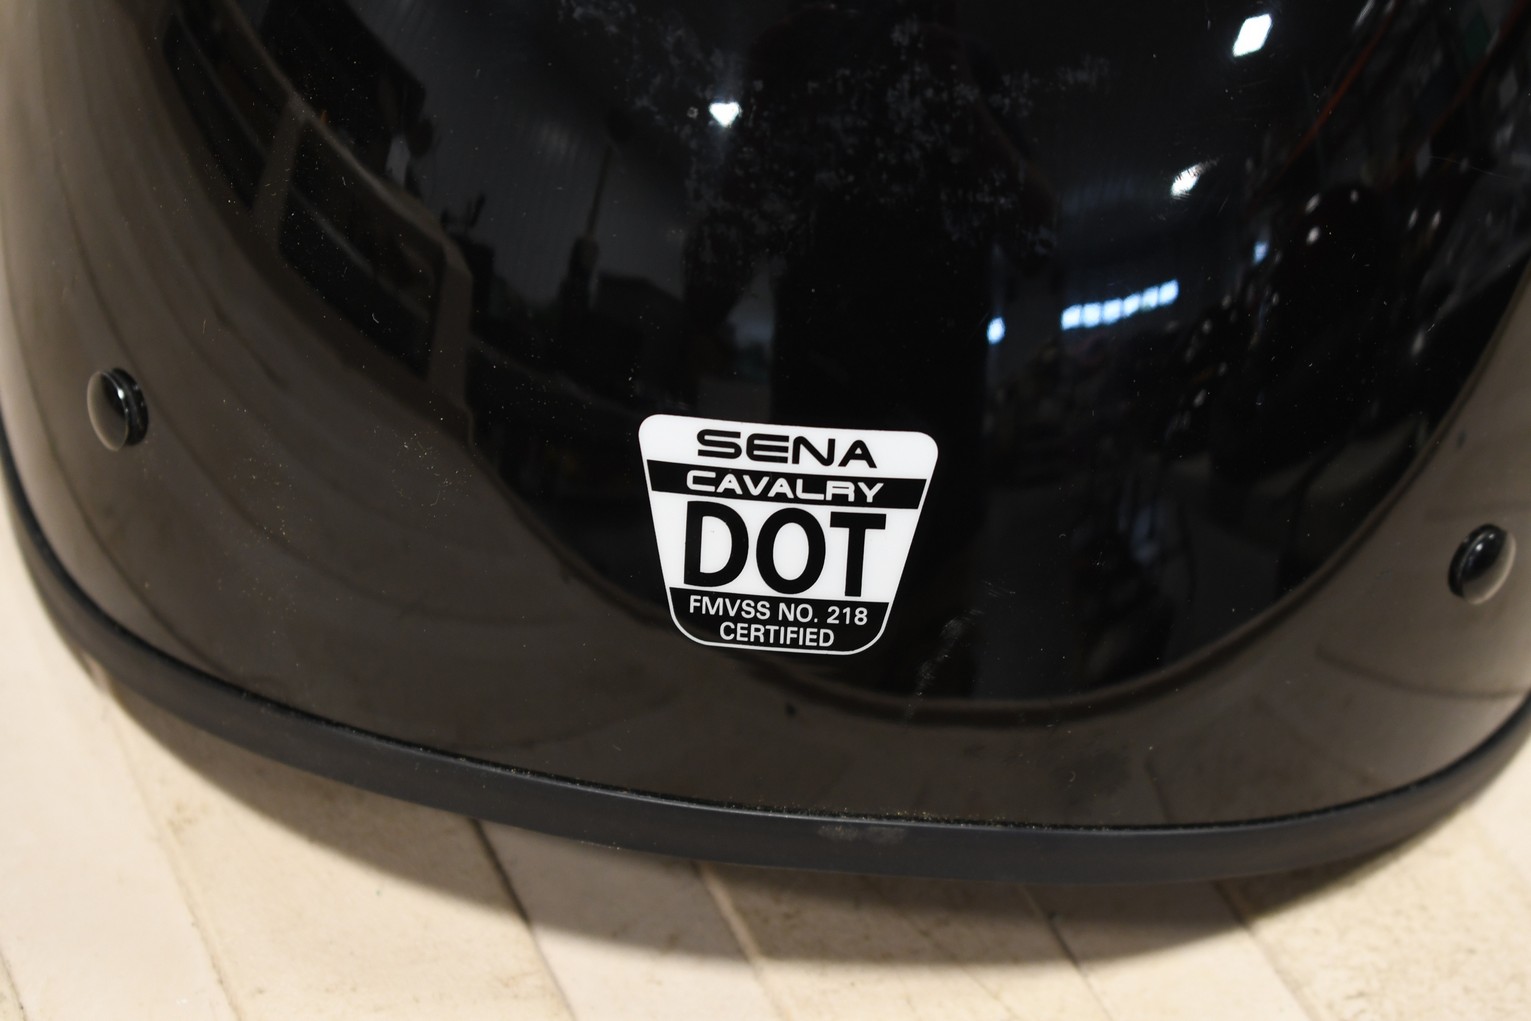 SENA
CAVALRY
DOT
FMVSS NO. 218
CERTIFIED